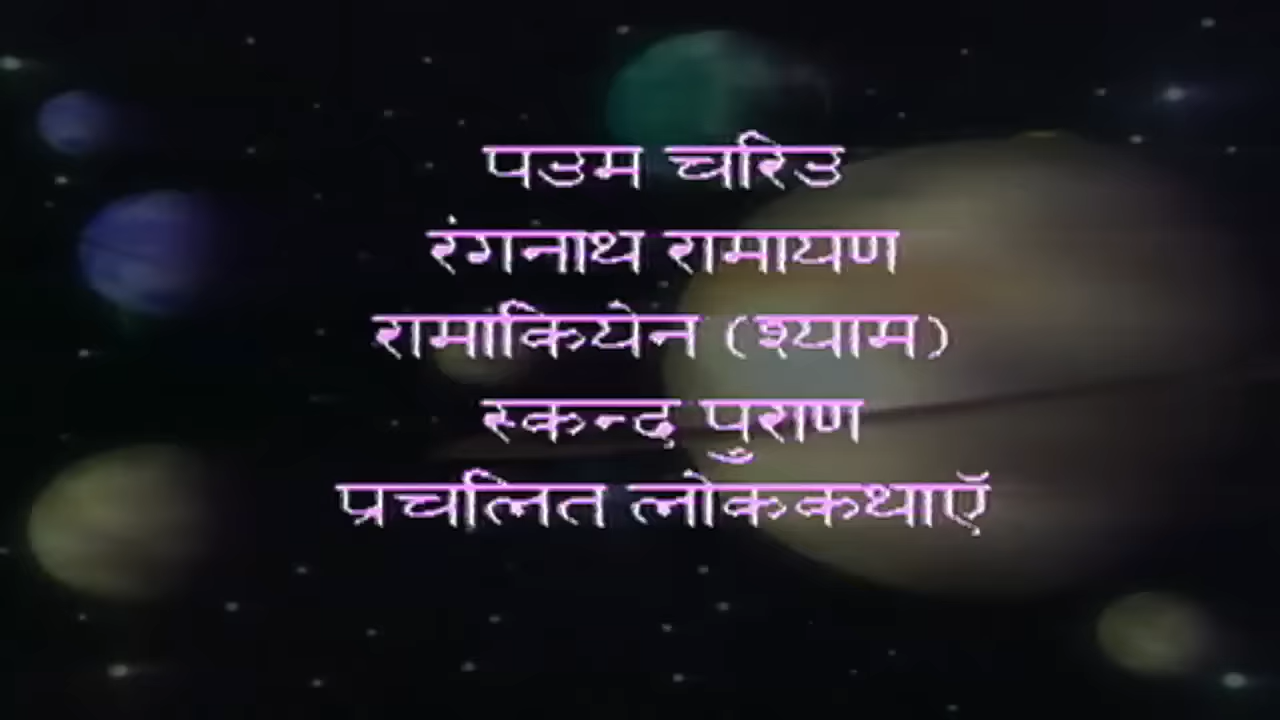 पउम चरिउ
रंगनाथ रामायण
रामाकियेन (श्याम)
स्कन्द पुराण
प्रचलित लोककथाएँ